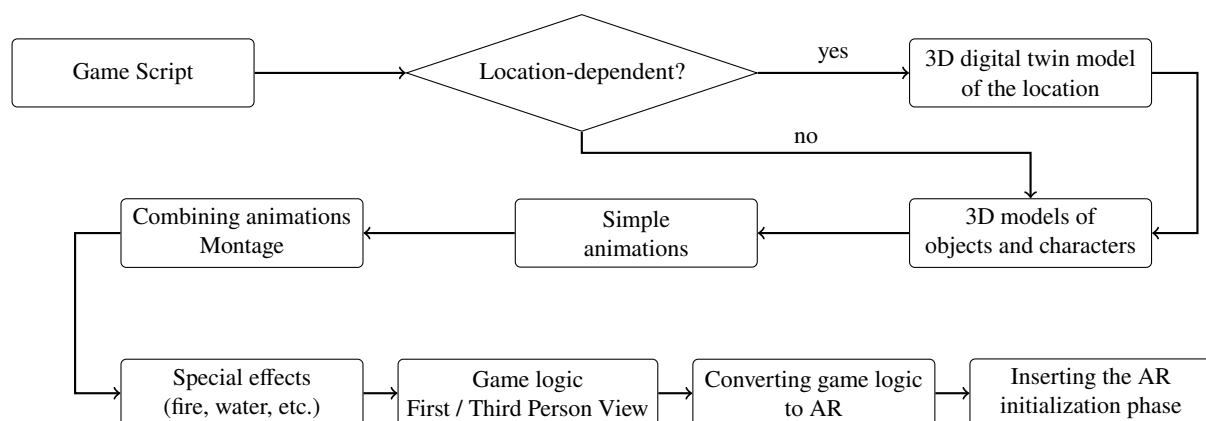 Game Script
Location-dependent?
yes
3D digital twin model
of the location
no
Combining animations
Montage
Simple
animations
3D models of
objects and characters
Special effects
(fire, water, etc.)
Game logic
First / Third Person View
Converting game logic
to AR
Inserting the AR
initialization phase